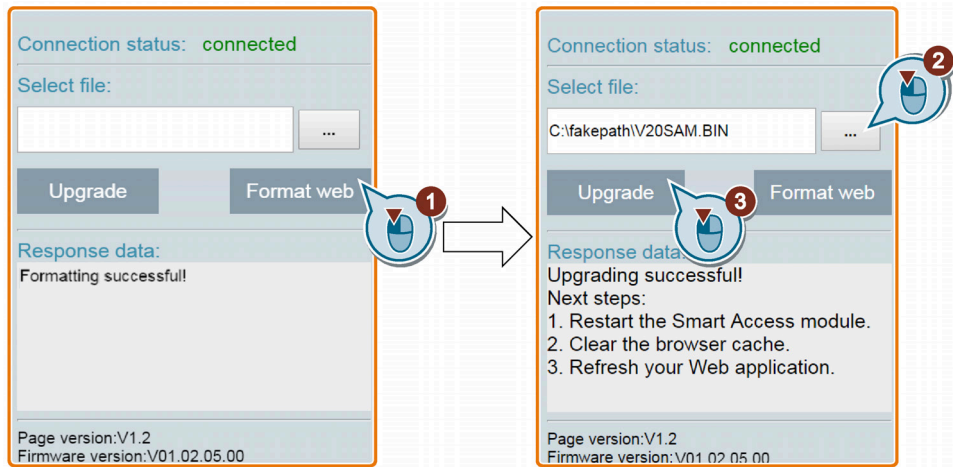 Connection status: connected
Select file:
...
Upgrade Format web
1
Response data:
Formatting successful!
Page version:V1.2
Firmware version:V01.02.05.00
Connection status: connected
2
Select file:
C:\fakepath\V20SAM.BIN ...
Upgrade Format web
3
Response data:
Upgrading successful!
Next steps:
1. Restart the Smart Access module.
2. Clear the browser cache.
3. Refresh your Web application.
Page version:V1.2
Firmware version:V01.02.05.00